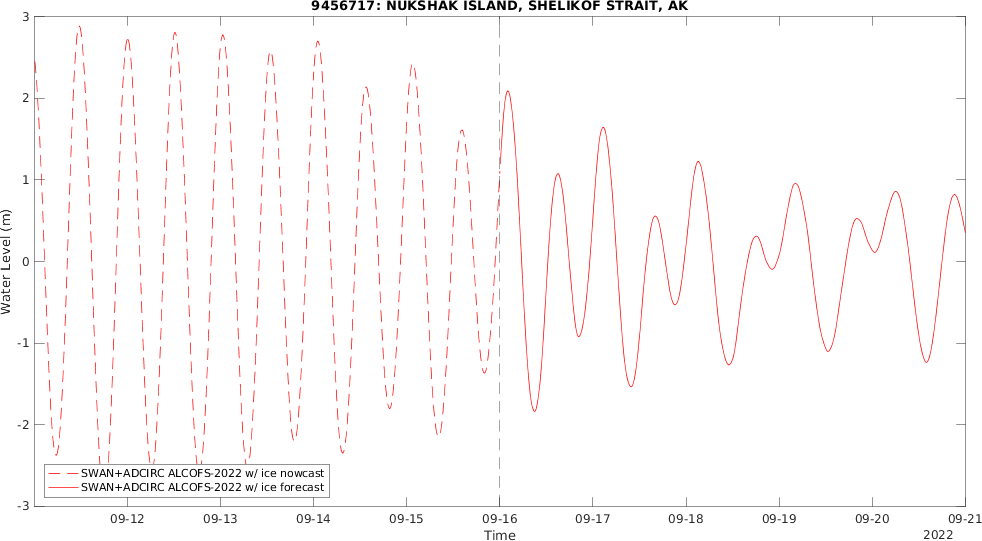 9456717: NUKSHAK ISLAND, SHELIKOF STRAIT, AK
3
2
1
0
-1
-2
-3
Water Level (m)
SWAN+ADCIRC ALCOFS-2022 w/ ice nowcast
SWAN+ADCIRC ALCOFS-2022 w/ ice forecast
09-12 09-13 09-14 09-15 09-16 09-17 09-18 09-19 09-20 09-21
Time
2022